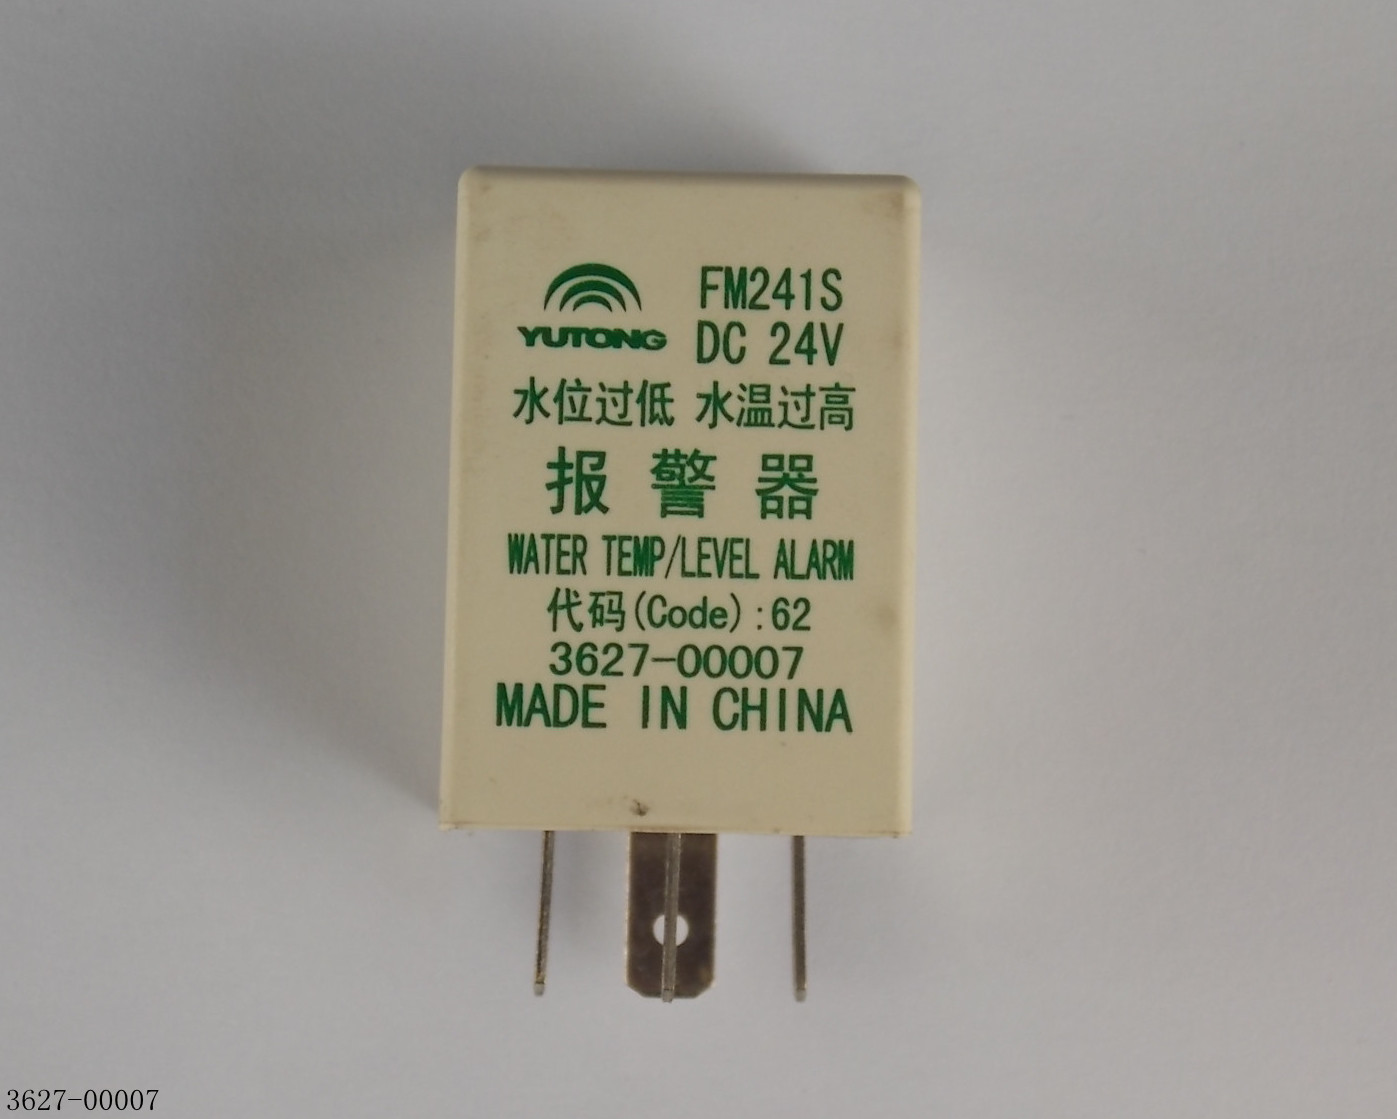 YUTONG
FM241S
DC 24V
水位过低 水温过高
报警器
WATER TEMP/LEVEL ALARM
代码(Code):62
3627-00007
MADE IN CHINA
3627-00007